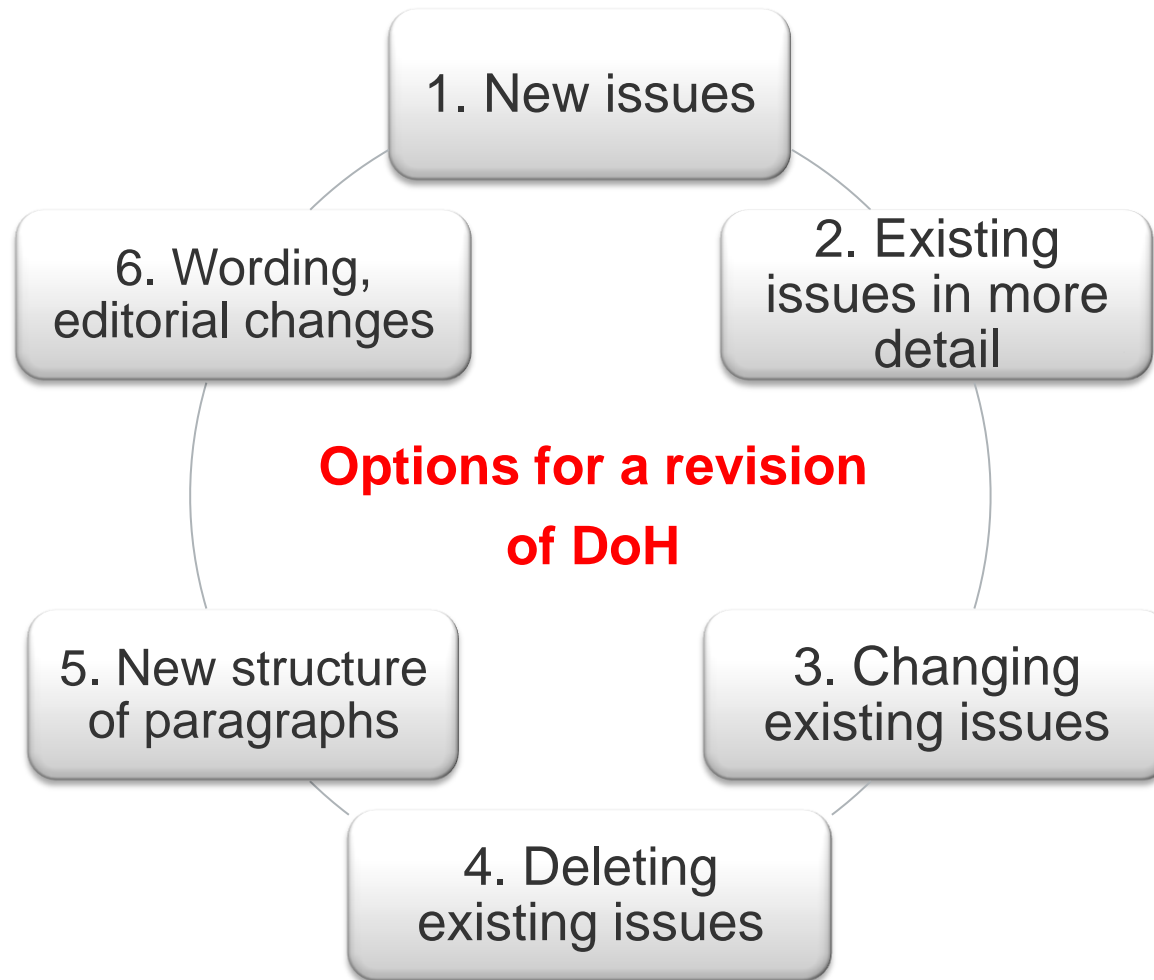 1. New issues
2. Existing
issues in more
detail
3. Changing
existing issues
4. Deleting
existing issues
5. New structure
of paragraphs
6. Wording,
editorial changes
Options for a revision
of DoH